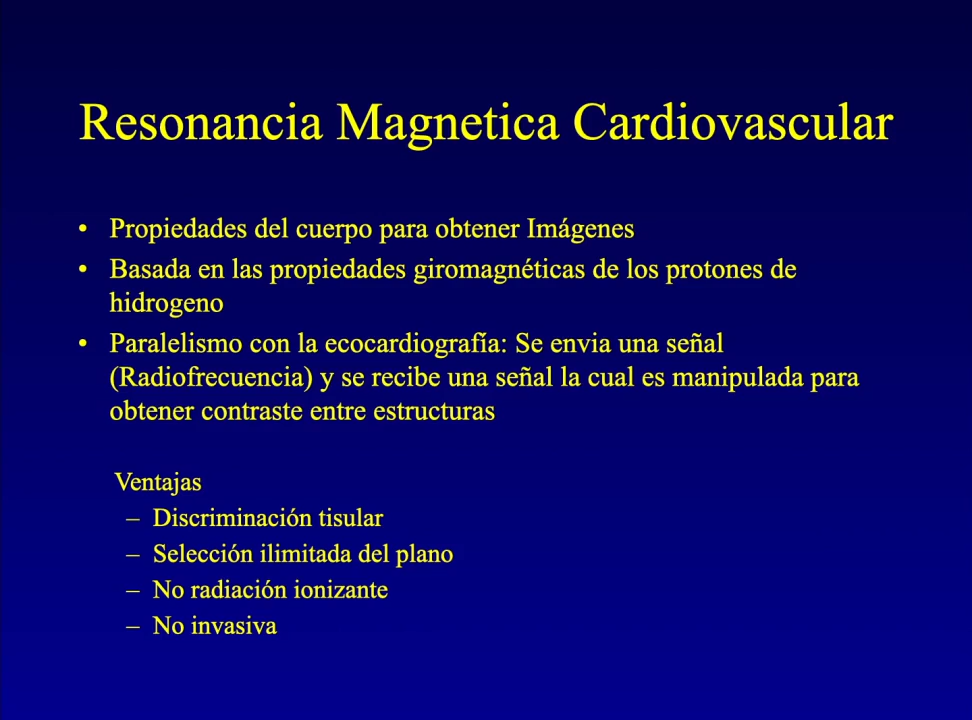 Resonancia Magnetica Cardiovascular
• Propiedades del cuerpo para obtener Imágenes
• Basada en las propiedades giromagnéticas de los protones de
hidrogeno
• Paralelismo con la ecocardiografía: Se envia una señal
(Radiofrecuencia) y se recibe una señal la cual es manipulada para
obtener contraste entre estructuras
Ventajas
– Discriminación tisular
– Selección ilimitada del plano
– No radiación ionizante
– No invasiva